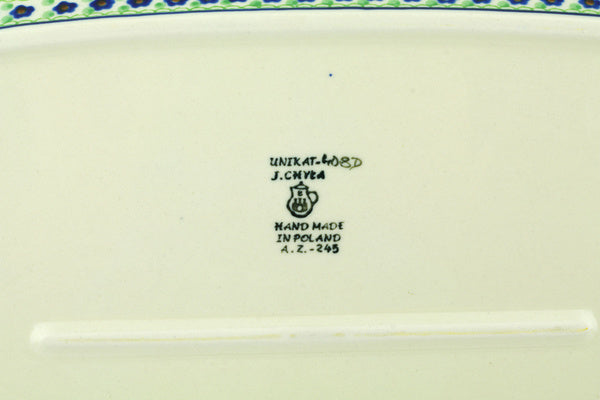 UNIKAT-408D
J.CHYŁA
HAND MADE
IN POLAND
A.Z.-245